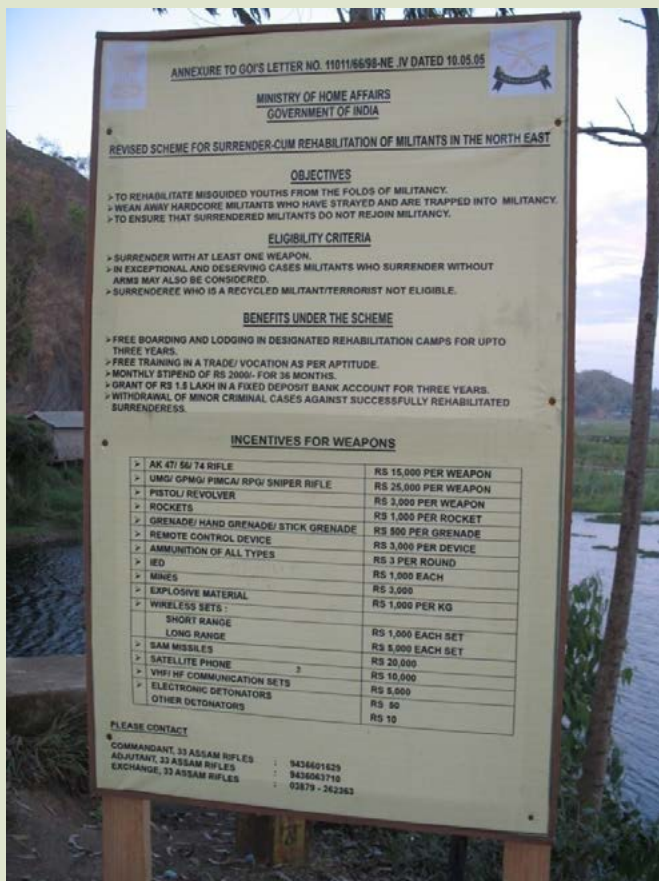 ANNEXURE TO GOI'S LETTER NO. 11011/66/98-NE .IV DATED 10.05.05
MINISTRY OF HOME AFFAIRS
GOVERNMENT OF INDIA
REVISED SCHEME FOR SURRENDER-CUM REHABILITATION OF MILITANTS IN THE NORTH EAST
OBJECTIVES
➢ TO REHABILITATE MISGUIDED YOUTHS FROM THE FOLDS OF MILITANCY.
➢ WEAN AWAY HARDCORE MILITANTS WHO HAVE STRAYED AND ARE TRAPPED INTO MILITANCY.
➢ TO ENSURE THAT SURRENDERED MILITANTS DO NOT REJOIN MILITANCY.
ELIGIBILITY CRITERIA
➢ SURRENDER WITH AT LEAST ONE WEAPON.
➢ IN EXCEPTIONAL AND DESERVING CASES MILITANTS WHO SURRENDER WITHOUT
ARMS MAY ALSO BE CONSIDERED.
➢ SURRENDEREE WHO IS A RECYCLED MILITANT/TERRORIST NOT ELIGIBLE.
BENEFITS UNDER THE SCHEME
➢ FREE BOARDING AND LODGING IN DESIGNATED REHABILITATION CAMPS FOR UPTO
THREE YEARS.
➢ FREE TRAINING IN A TRADE/ VOCATION AS PER APTITUDE.
➢ MONTHLY STIPEND OF RS 2000/- FOR 36 MONTHS.
➢ GRANT OF RS 1.5 LAKH IN A FIXED DEPOSIT BANK ACCOUNT FOR THREE YEARS.
➢ WITHDRAWAL OF MINOR CRIMINAL CASES AGAINST SUCCESSFULLY REHABILITATED
SURRENDERESS.
INCENTIVES FOR WEAPONS
➢ AK 47/ 56/ 74 RIFLE RS 15,000 PER WEAPON
➢ UMG/ GPMG/ PIMCA/ RPG/ SNIPER RIFLE RS 25,000 PER WEAPON
➢ PISTOL/ REVOLVER RS 3,000 PER WEAPON
➢ ROCKETS RS 1,000 PER ROCKET
➢ GRENADE/ HAND GRENADE/ STICK GRENADE RS 500 PER GRENADE
➢ REMOTE CONTROL DEVICE RS 3,000 PER DEVICE
➢ AMMUNITION OF ALL TYPES RS 3 PER ROUND
➢ IED RS 1,000 EACH
➢ MINES RS 3,000
➢ EXPLOSIVE MATERIAL RS 1,000 PER KG
➢ WIRELESS SETS :
SHORT RANGE RS 1,000 EACH SET
LONG RANGE RS 5,000 EACH SET
➢ SAM MISSILES RS 20,000
➢ SATELLITE PHONE RS 10,000
➢ VHF/ HF COMMUNICATION SETS RS 5,000
➢ ELECTRONIC DETONATORS RS 50
OTHER DETONATORS RS 10
PLEASE CONTACT
COMMANDANT, 33 ASSAM RIFLES : 9436601629
ADJUTANT, 33 ASSAM RIFLES : 9436063710
EXCHANGE, 33 ASSAM RIFLES : 03879 - 262363